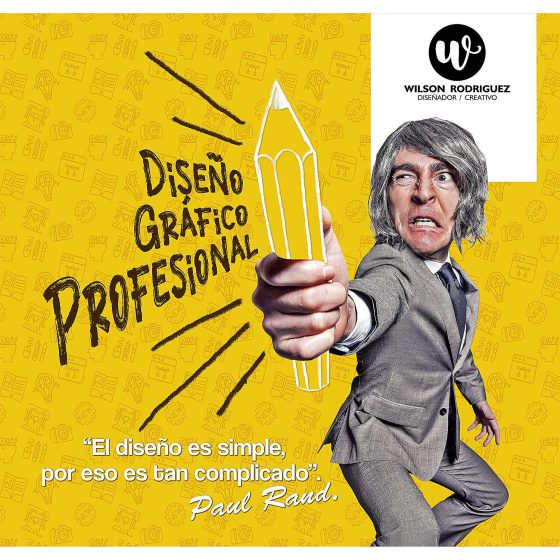 w
WILSON RODRIGUEZ
DISEÑADOR / CREATIVO
DiSEÑO
GRÁFiCO
PROFESiONAL
“El diseño es simple,
por eso es tan complicado”.
Paul Rand.